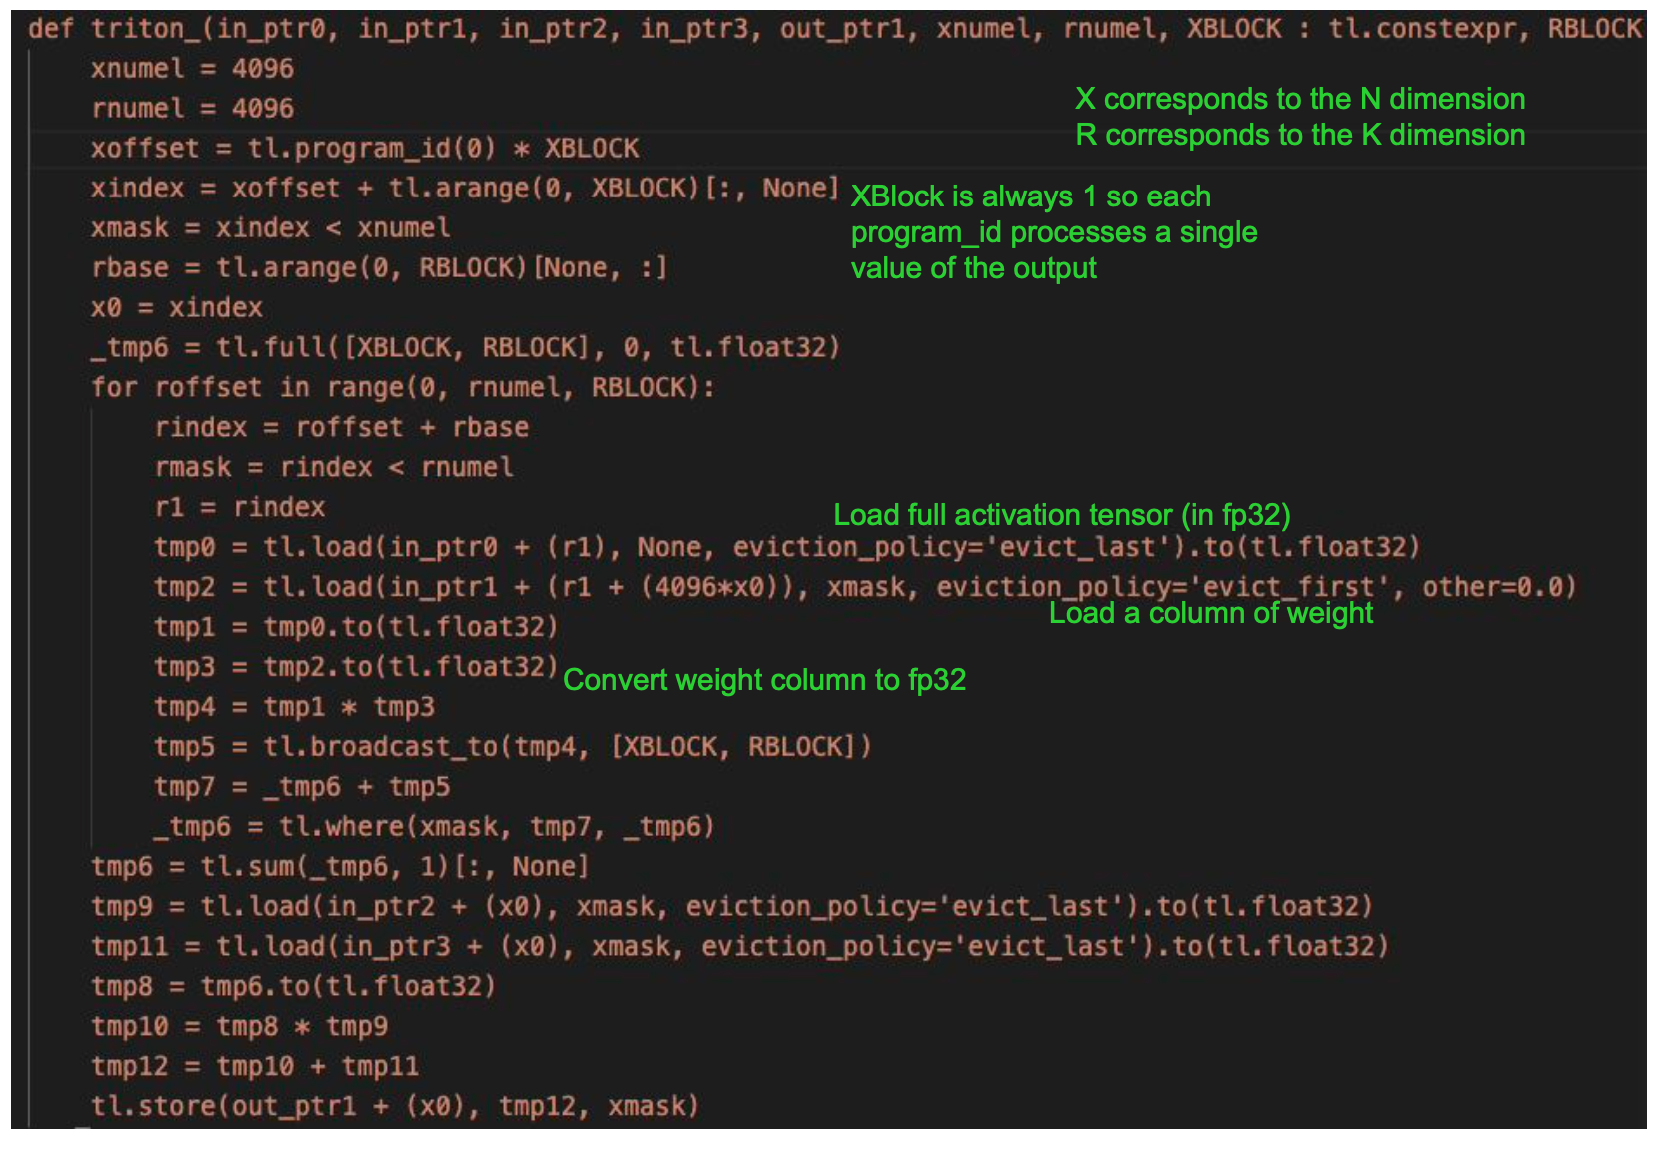 def triton_(in_ptr0, in_ptr1, in_ptr2, in_ptr3, out_ptr1, xnumel, rnumel, XBLOCK : tl.constexpr, RBLOCK
xnumel = 4096
rnumel = 4096
X corresponds to the N dimension
R corresponds to the K dimension
xoffset = tl.program_id(0) * XBLOCK
xindex = xoffset + tl.arange(0, XBLOCK)[:, None]
XBlock is always 1 so each
program_id processes a single
value of the output
xmask = xindex < xnumel
rbase = tl.arange(0, RBLOCK)[None, :]
x0 = xindex
_tmp6 = tl.full([XBLOCK, RBLOCK], 0, tl.float32)
for roffset in range(0, rnumel, RBLOCK):
rindex = roffset + rbase
rmask = rindex < rnumel
r1 = rindex
Load full activation tensor (in fp32)
tmp0 = tl.load(in_ptr0 + (r1), None, eviction_policy='evict_last').to(tl.float32)
tmp2 = tl.load(in_ptr1 + (r1 + (4096*x0)), xmask, eviction_policy='evict_first', other=0.0)
Load a column of weight
tmp1 = tmp0.to(tl.float32)
tmp3 = tmp2.to(tl.float32)
Convert weight column to fp32
tmp4 = tmp1 * tmp3
tmp5 = tl.broadcast_to(tmp4, [XBLOCK, RBLOCK])
tmp7 = _tmp6 + tmp5
_tmp6 = tl.where(xmask, tmp7, _tmp6)
tmp6 = tl.sum(_tmp6, 1)[:, None]
tmp9 = tl.load(in_ptr2 + (x0), xmask, eviction_policy='evict_last').to(tl.float32)
tmp11 = tl.load(in_ptr3 + (x0), xmask, eviction_policy='evict_last').to(tl.float32)
tmp8 = tmp6.to(tl.float32)
tmp10 = tmp8 * tmp9
tmp12 = tmp10 + tmp11
tl.store(out_ptr1 + (x0), tmp12, xmask)